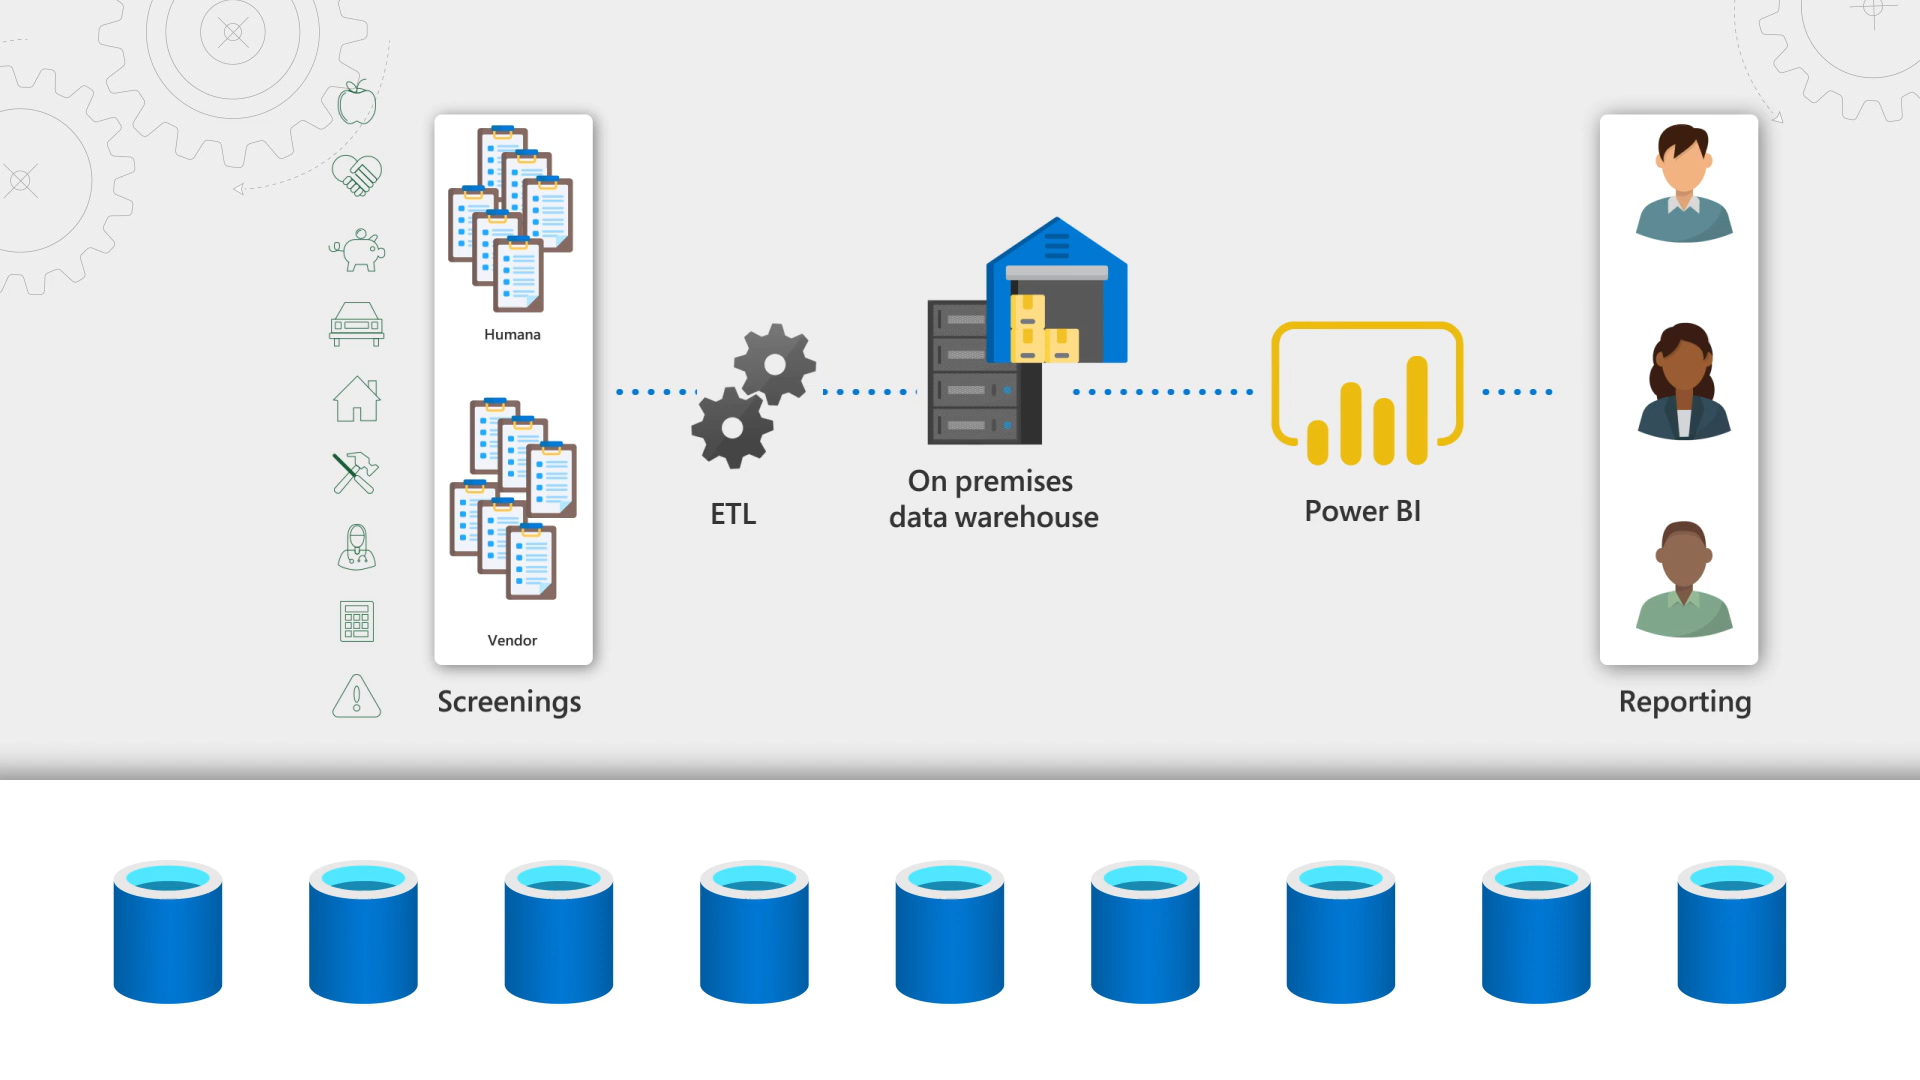 Humana
Vendor
Screenings
ETL
On premises
data warehouse
Power BI
Reporting